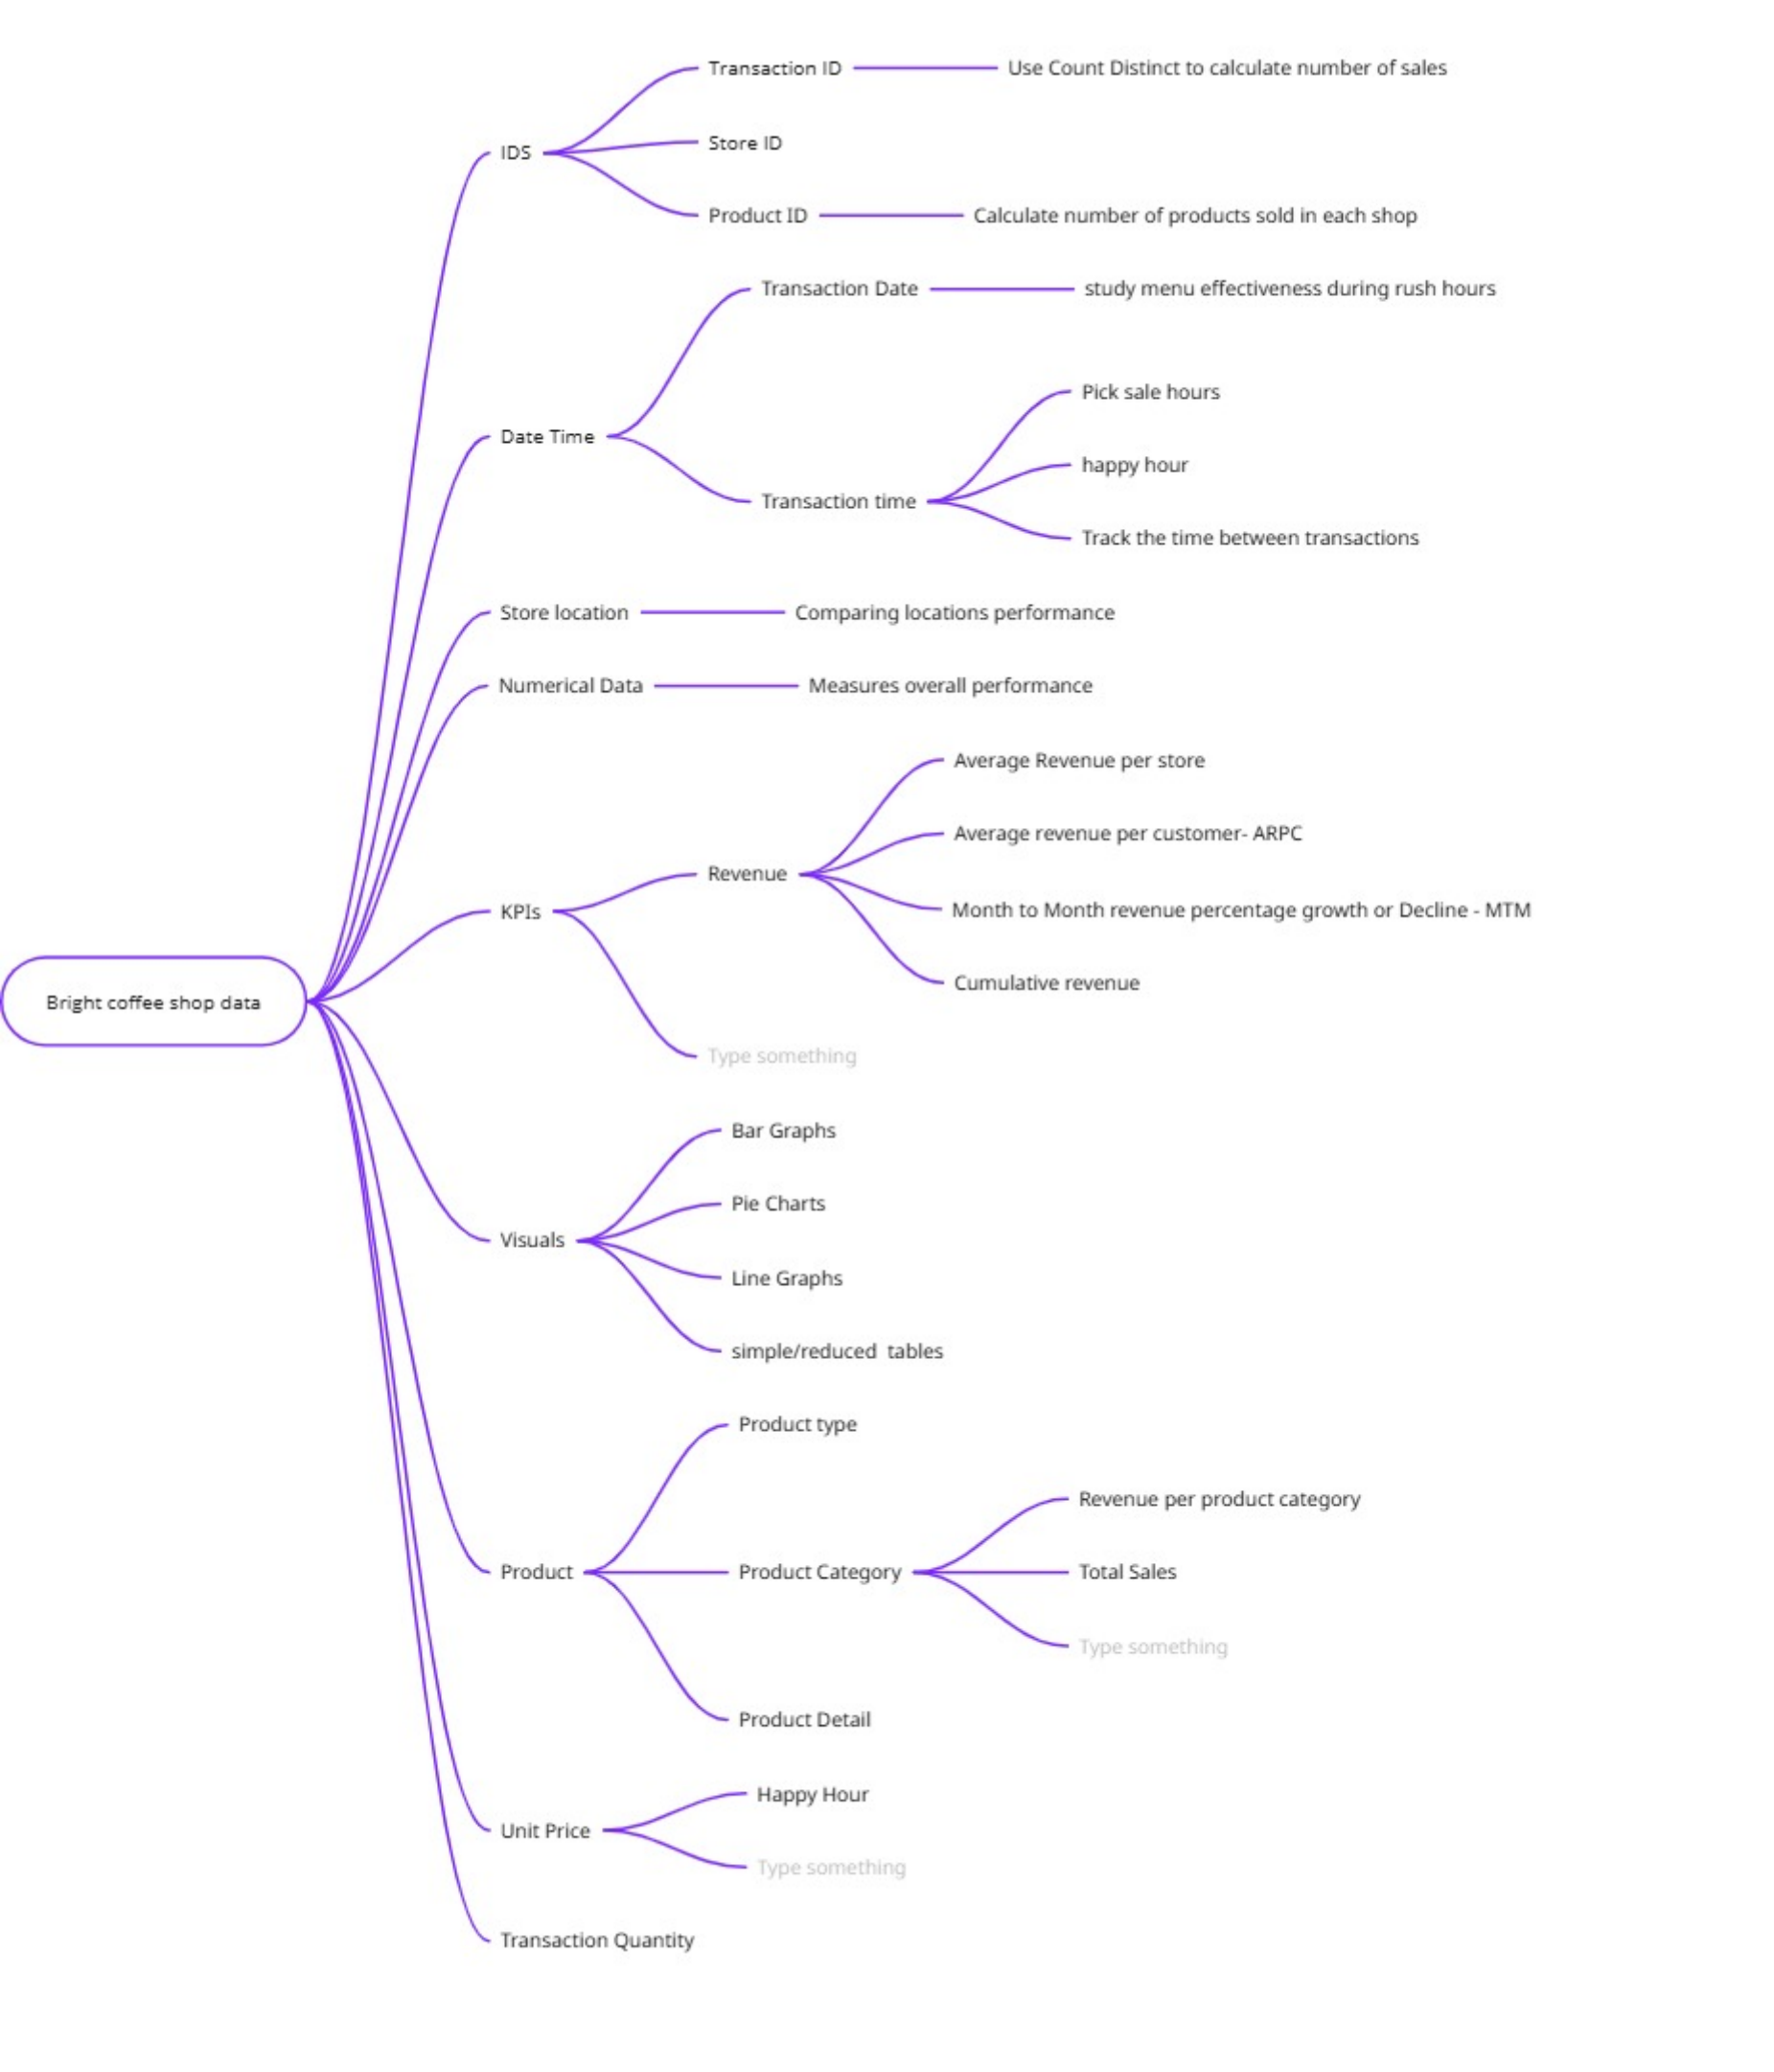 Transaction ID
Use Count Distinct to calculate number of sales
Store ID
IDS
Product ID
Calculate number of products sold in each shop
Transaction Date
study menu effectiveness during rush hours
Pick sale hours
Date Time
happy hour
Transaction time
Track the time between transactions
Store location
Comparing locations performance
Numerical Data
Measures overall performance
Average Revenue per store
Average revenue per customer- ARPC
Revenue
KPIs
Month to Month revenue percentage growth or Decline - MTM
Cumulative revenue
Bright coffee shop data
Type something
Bar Graphs
Pie Charts
Visuals
Line Graphs
simple/reduced  tables
Product type
Revenue per product category
Product
Product Category
Total Sales
Type something
Product Detail
Happy Hour
Unit Price
Type something
Transaction Quantity